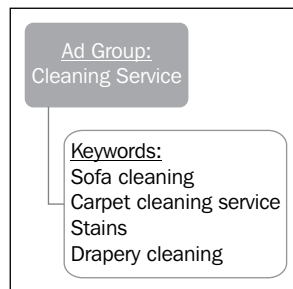 Ad Group:
Cleaning Service
Keywords:
Sofa cleaning
Carpet cleaning service
Stains
Drapery cleaning